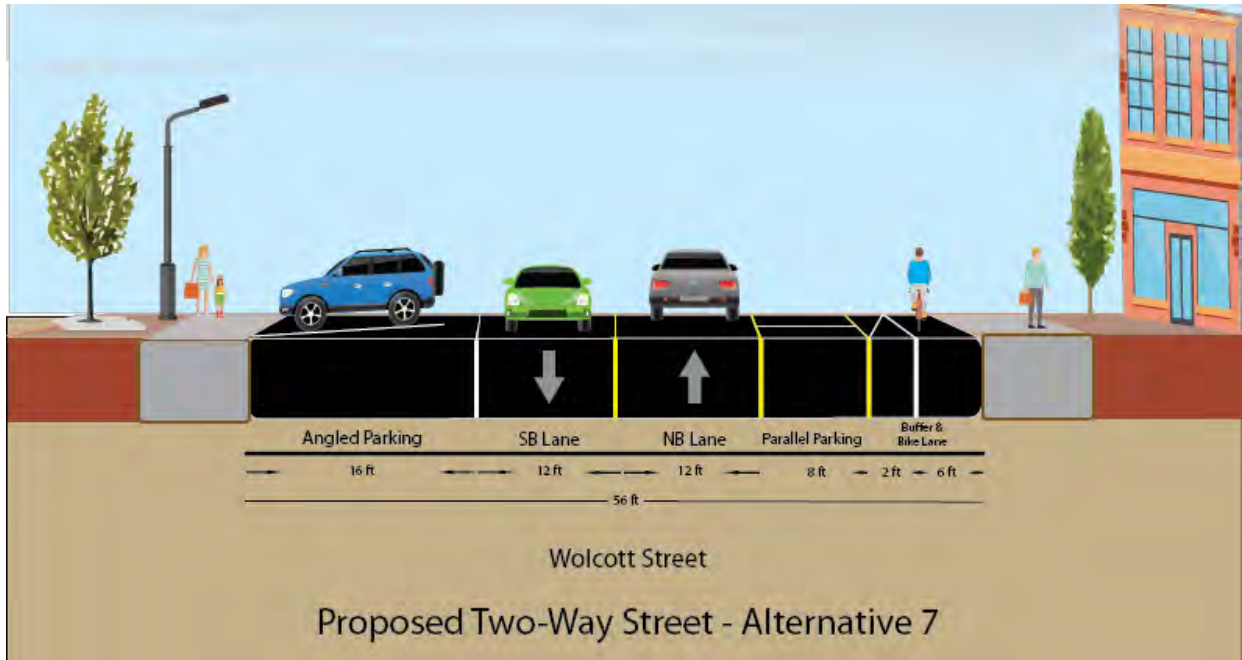 Angled Parking
SB Lane
NB Lane
Parallel Parking
Buffer &
Bike Lane
16 ft
12 ft
12 ft
8 ft
2 ft
6 ft
56 ft
Wolcott Street
Proposed Two-Way Street - Alternative 7